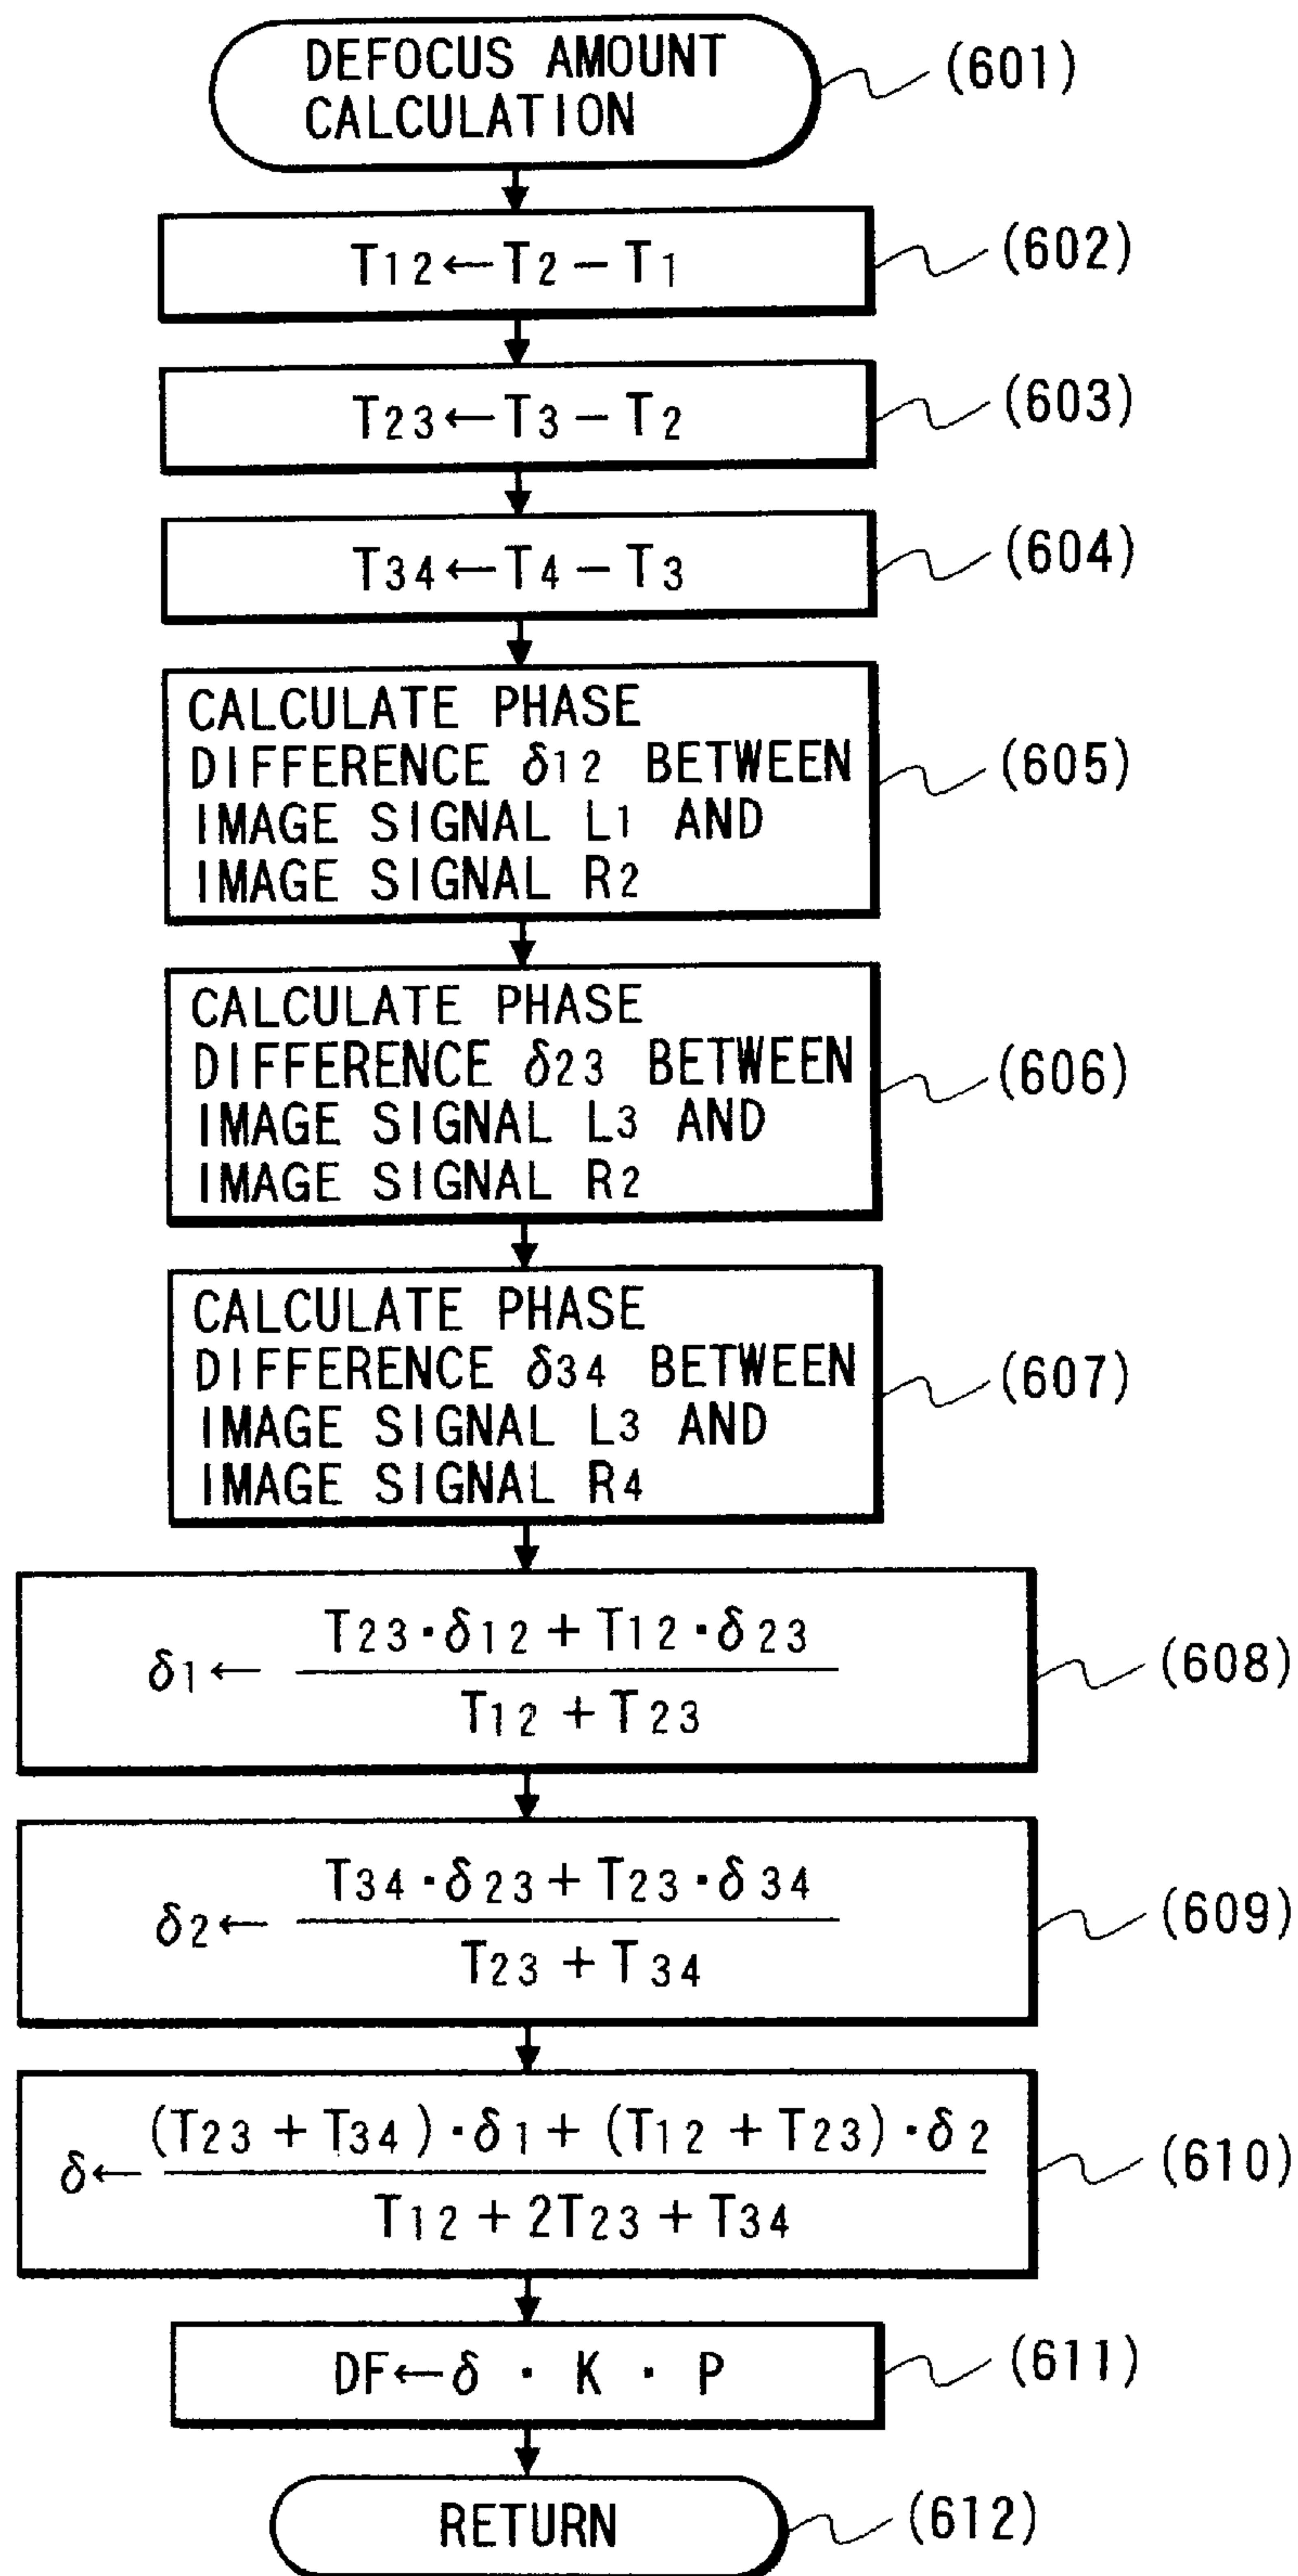 DEFOCUS AMOUNT
CALCULATION
(601)
T12←T2−T1
(602)
T23←T3−T2
(603)
T34←T4−T3
(604)
CALCULATE PHASE
DIFFERENCE δ12 BETWEEN
IMAGE SIGNAL L1 AND
IMAGE SIGNAL R2
(605)
CALCULATE PHASE
DIFFERENCE δ23 BETWEEN
IMAGE SIGNAL L3 AND
IMAGE SIGNAL R2
(606)
CALCULATE PHASE
DIFFERENCE δ34 BETWEEN
IMAGE SIGNAL L3 AND
IMAGE SIGNAL R4
(607)
T23·δ12+T12·δ23
δ1←
T12+T23
(608)
T34·δ23+T23·δ34
δ2←
T23+T34
(609)
(T23+T34)·δ1+(T12+T23)·δ2
δ←
T12+2T23+T34
(610)
DF←δ · K · P
(611)
RETURN
(612)